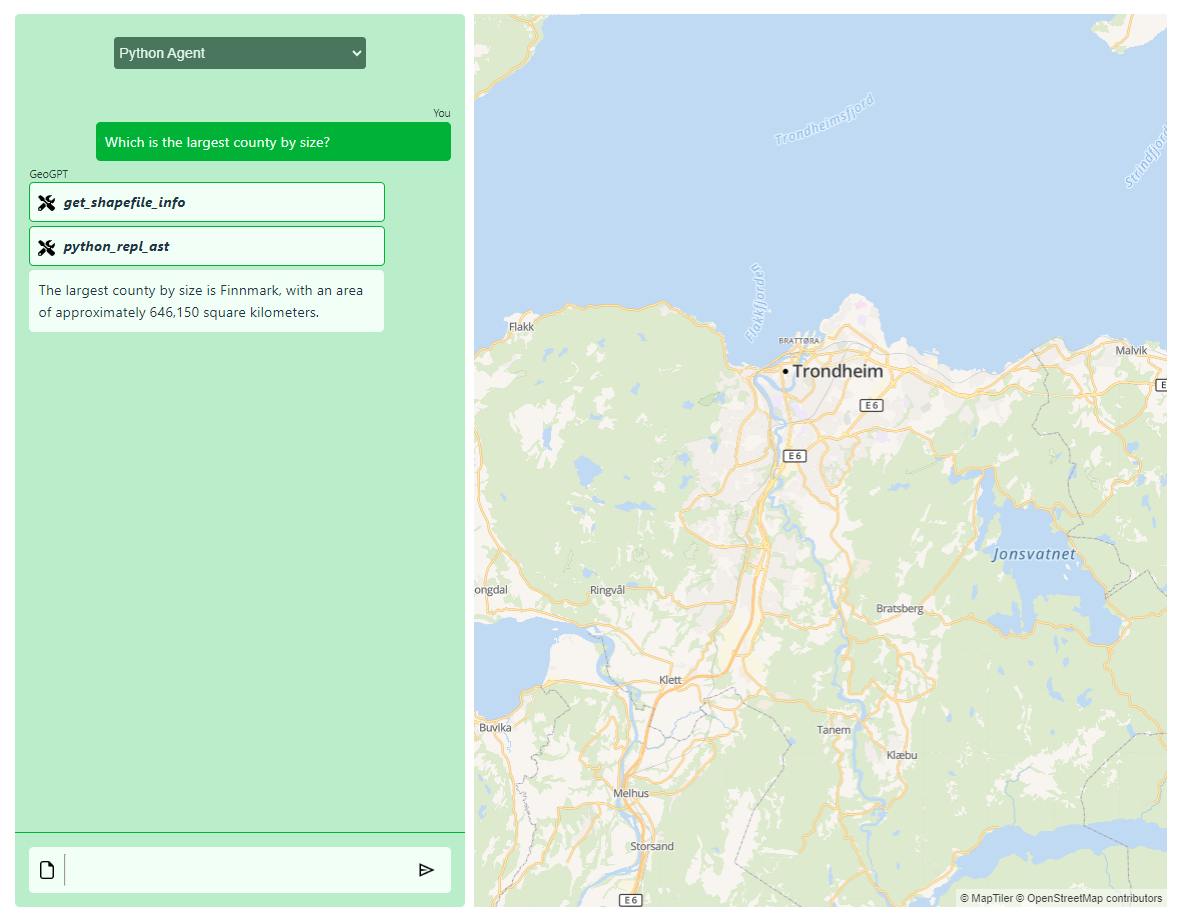 Python Agent
You
Which is the largest county by size?
GeoGPT
get_shapefile_info
python_repl_ast
The largest county by size is Finnmark, with an area
of approximately 646,150 square kilometers.
Trondheimsfjord
Strindfjord
Flakkfjorden
Flakk
BRATTØRA
Malvik
Trondheim
E
E6
E6
Jonsvatnet
ongdal
Ringvål
Bratsberg
Klett
Buvika
Tanem
Klæbu
Melhus
Storsand
E6
© MapTiler © OpenStreetMap contributors